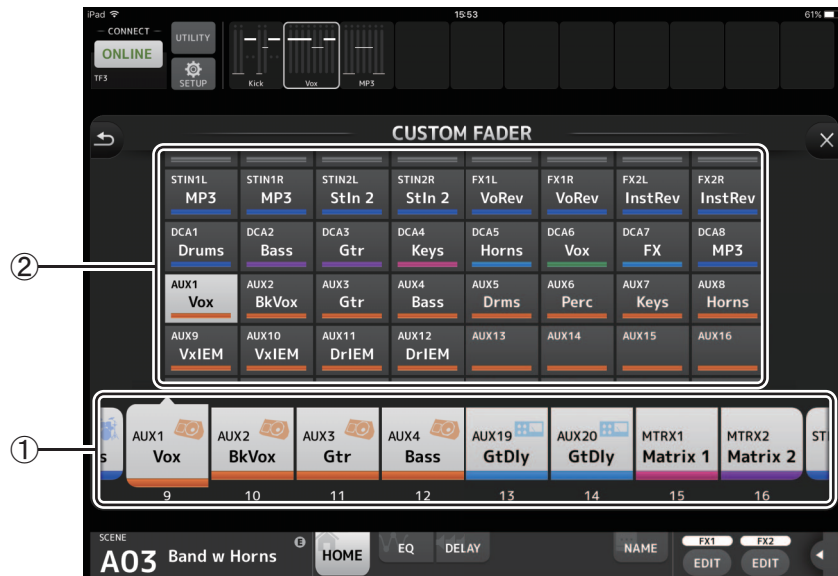 iPad 15:53 61%
CONNECT
ONLINE
TF3
UTILITY
SETUP
Kick Vox MP3
CUSTOM FADER
②
STIN1L STIN1R STIN2L STIN2R FX1L FX1R FX2L FX2R
MP3 MP3 StIn 2 StIn 2 VoRev VoRev InstRev InstRev
DCA1 DCA2 DCA3 DCA4 DCA5 DCA6 DCA7 DCA8
Drums Bass Gtr Keys Horns Vox FX MP3
AUX1 AUX2 AUX3 AUX4 AUX5 AUX6 AUX7 AUX8
Vox BkVox Gtr Bass Drms Perc Keys Horns
AUX9 AUX10 AUX11 AUX12 AUX13 AUX14 AUX15 AUX16
VxIEM VxIEM DrIEM DrIEM
①
AUX1 AUX2 AUX3 AUX4 AUX19 AUX20 MTRX1 MTRX2 ST
s Vox BkVox Gtr Bass GtDly GtDly Matrix 1 Matrix 2
9 10 11 12 13 14 15 16
SCENE
A03 Band w Horns E
HOME EQ DELAY NAME
FX1 FX2
EDIT EDIT